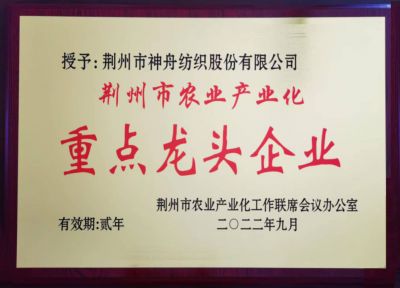 授予:荆州市神舟纺织股份有限公司
荆州市农业产业化
重点龙头企业
荆州市农业产业化工作联席会议办公室
有效期:贰年
二〇二二年九月